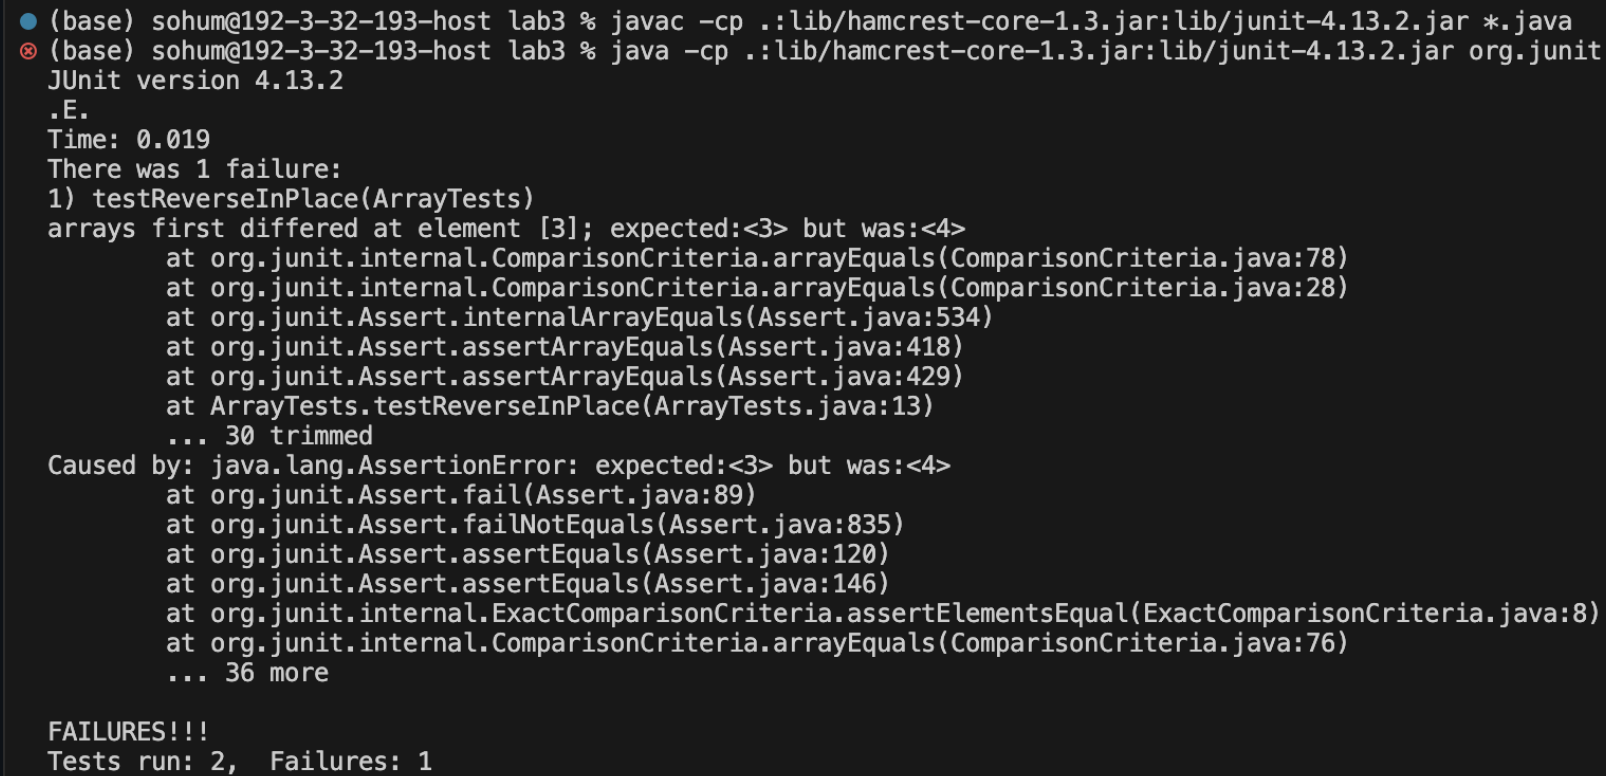 (base) sohum@192-3-32-193-host lab3 % javac -cp .:lib/hamcrest-core-1.3.jar:lib/junit-4.13.2.jar *.java
(base) sohum@192-3-32-193-host lab3 % java -cp .:lib/hamcrest-core-1.3.jar:lib/junit-4.13.2.jar org.junit
JUnit version 4.13.2
.E.
Time: 0.019
There was 1 failure:
1) testReverseInPlace(ArrayTests)
arrays first differed at element [3]; expected:<3> but was:<4>
        at org.junit.internal.ComparisonCriteria.arrayEquals(ComparisonCriteria.java:78)
        at org.junit.internal.ComparisonCriteria.arrayEquals(ComparisonCriteria.java:28)
        at org.junit.Assert.internalArrayEquals(Assert.java:534)
        at org.junit.Assert.assertArrayEquals(Assert.java:418)
        at org.junit.Assert.assertArrayEquals(Assert.java:429)
        at ArrayTests.testReverseInPlace(ArrayTests.java:13)
        ... 30 trimmed
Caused by: java.lang.AssertionError: expected:<3> but was:<4>
        at org.junit.Assert.fail(Assert.java:89)
        at org.junit.Assert.failNotEquals(Assert.java:835)
        at org.junit.Assert.assertEquals(Assert.java:120)
        at org.junit.Assert.assertEquals(Assert.java:146)
        at org.junit.internal.ExactComparisonCriteria.assertElementsEqual(ExactComparisonCriteria.java:8)
        at org.junit.internal.ComparisonCriteria.arrayEquals(ComparisonCriteria.java:76)
        ... 36 more

FAILURES!!!
Tests run: 2,  Failures: 1